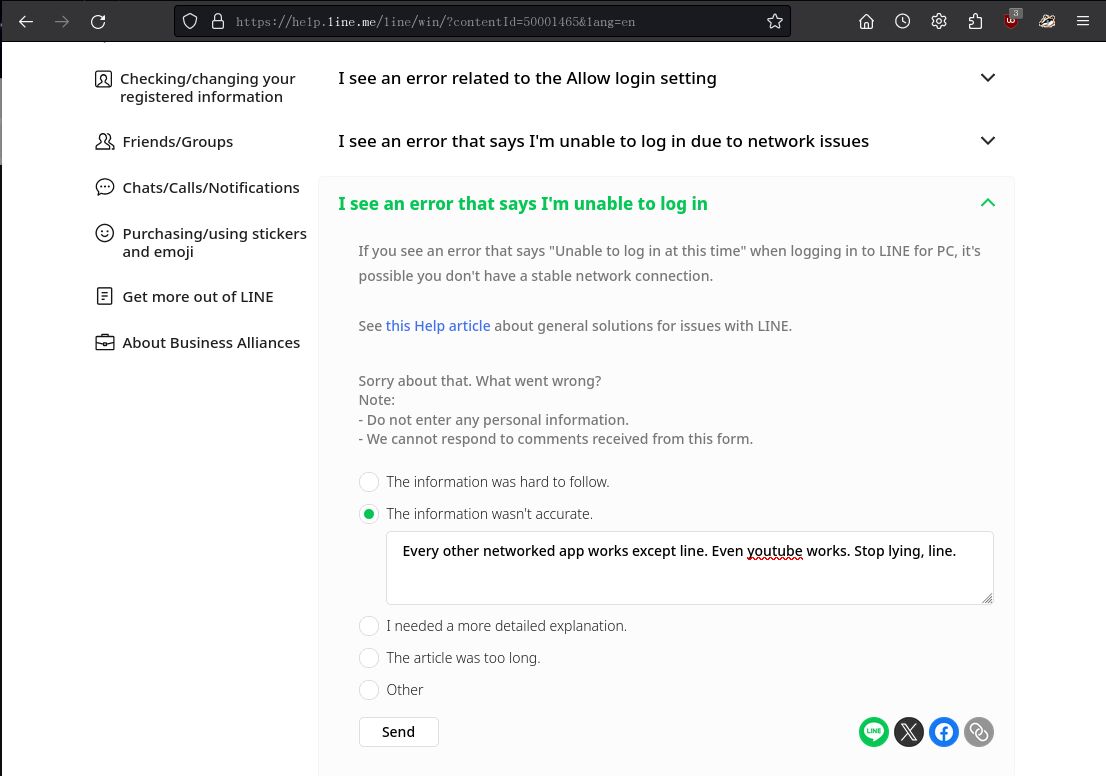 3
https://help.line.me/line/win/?contentId=50001465&lang=en
Checking/changing your
registered information
Friends/Groups
Chats/Calls/Notifications
Purchasing/using stickers
and emoji
Get more out of LINE
About Business Alliances
I see an error related to the Allow login setting
I see an error that says I'm unable to log in due to network issues
I see an error that says I'm unable to log in
If you see an error that says "Unable to log in at this time" when logging in to LINE for PC, it's
possible you don't have a stable network connection.
See this Help article about general solutions for issues with LINE.
Sorry about that. What went wrong?
Note:
- Do not enter any personal information.
- We cannot respond to comments received from this form.
The information was hard to follow.
The information wasn't accurate.
Every other networked app works except line. Even youtube works. Stop lying, line.
I needed a more detailed explanation.
The article was too long.
Other
Send
LINE